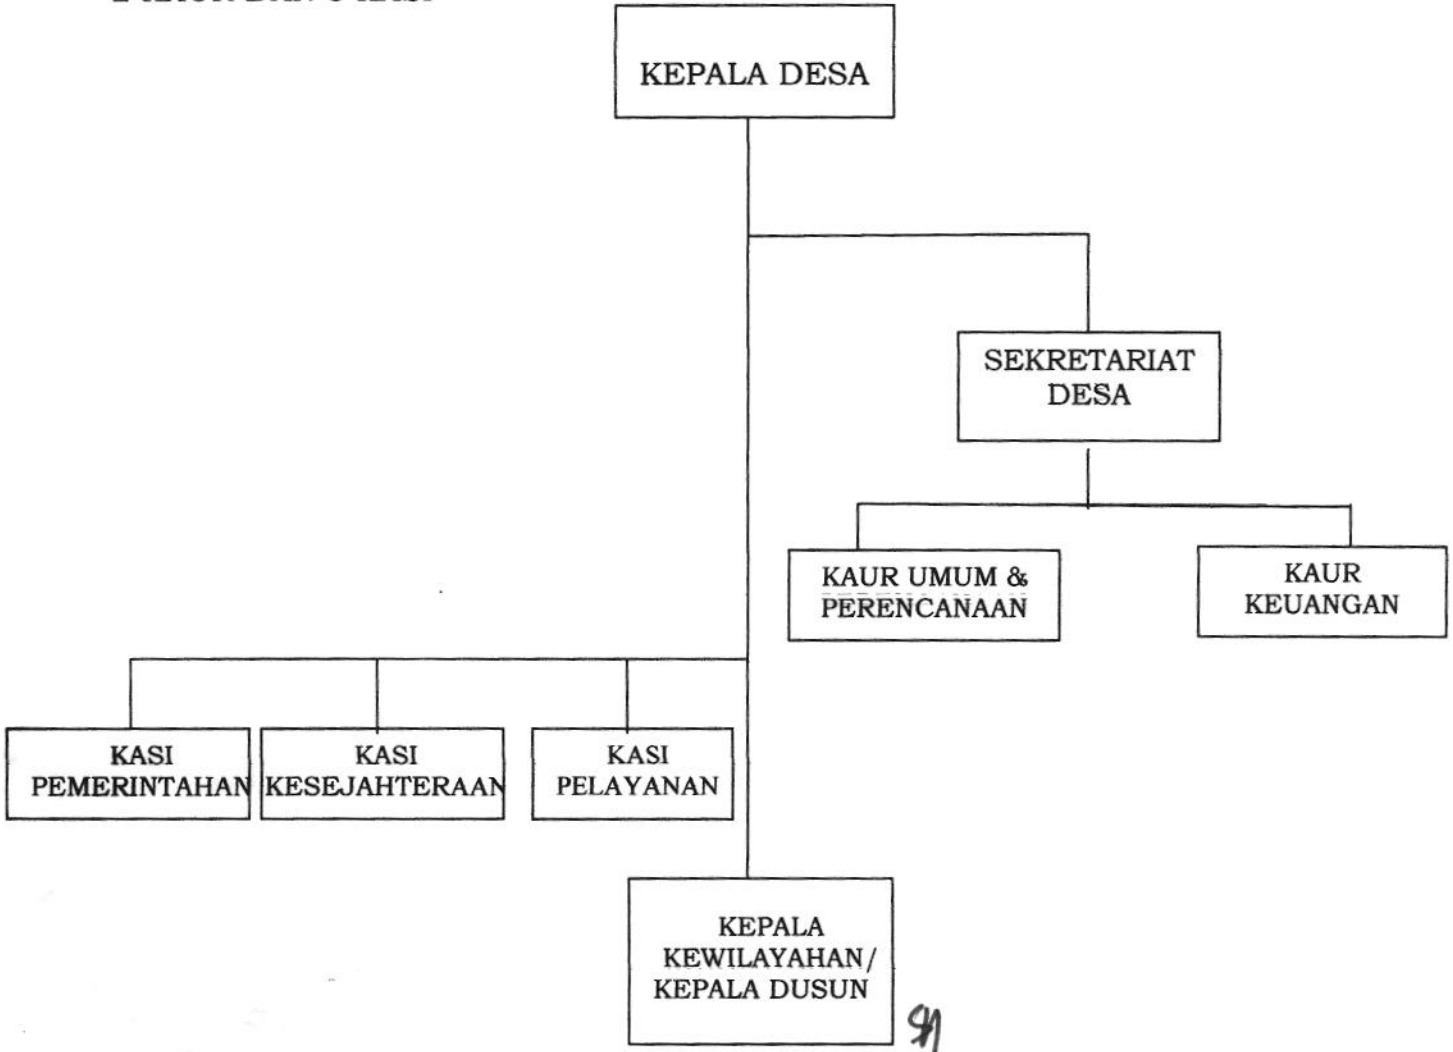 KEPALA DESA
SEKRETARIAT
DESA
KAUR UMUM &
PERENCANAAN
KAUR
KEUANGAN
KASI
PEMERINTAHAN
KASI
KESEJAHTERAAN
KASI
PELAYANAN
KEPALA
KEWILAYAHAN/
KEPALA DUSUN